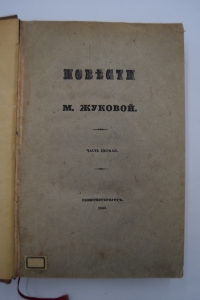 ПОВѢСТИ
М. ЖУКОВОЙ.
ЧАСТЬ ПЕРВАЯ.
САНКТПЕТЕРБУРГЪ.